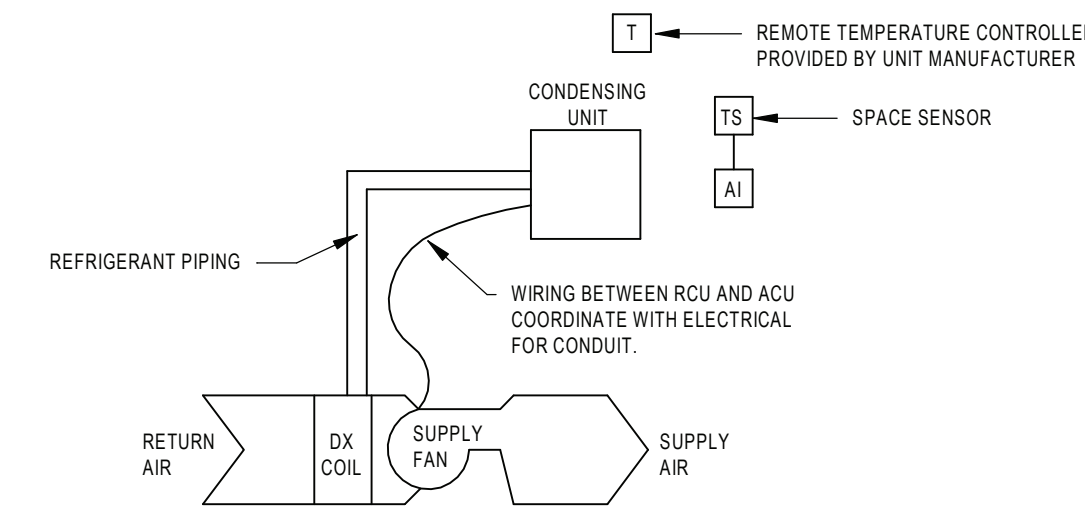 T
REMOTE TEMPERATURE CONTROLLE
PROVIDED BY UNIT MANUFACTURER
CONDENSING
UNIT
TS
SPACE SENSOR
AI
REFRIGERANT PIPING
WIRING BETWEEN RCU AND ACU
COORDINATE WITH ELECTRICAL
FOR CONDUIT.
RETURN
AIR
DX
COIL
SUPPLY
FAN
SUPPLY
AIR